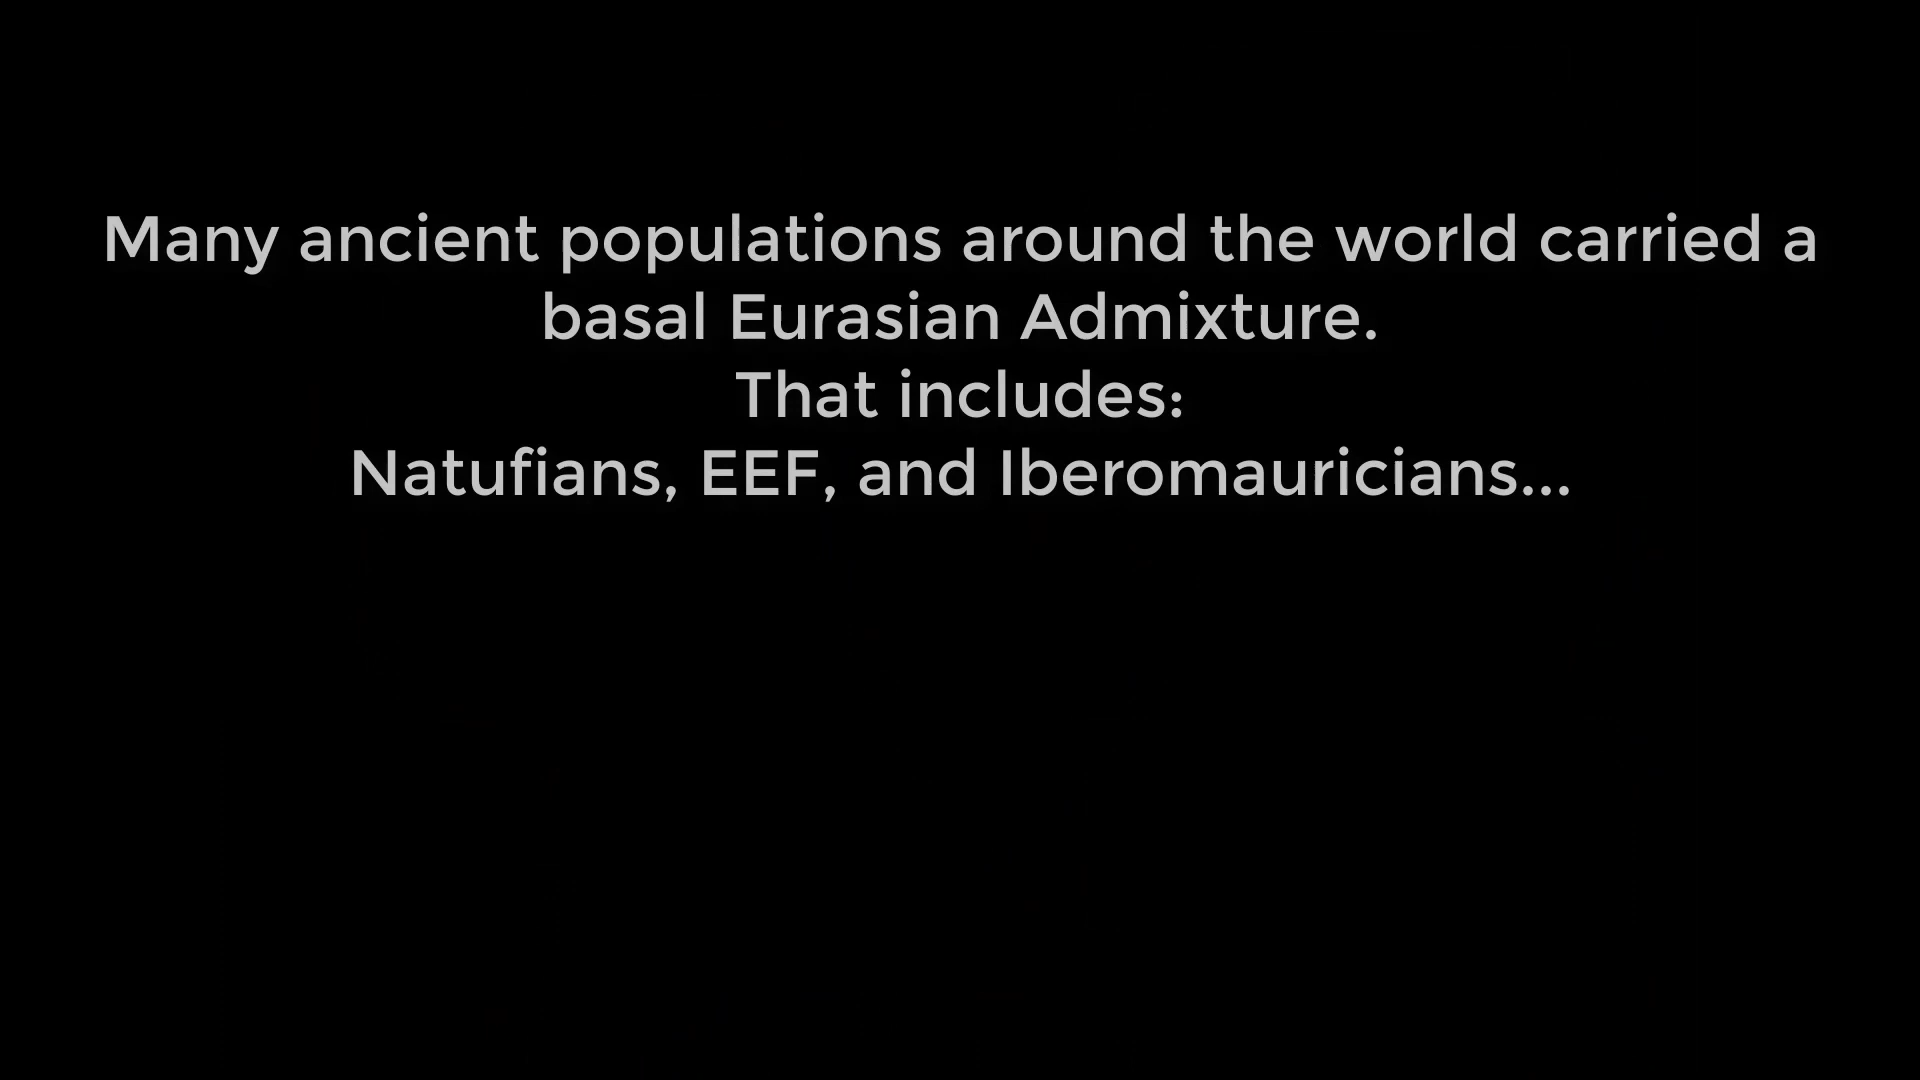 Many ancient populations around the world carried a
basal Eurasian Admixture.
That includes:
Natufians, EEF, and Iberomauricians...